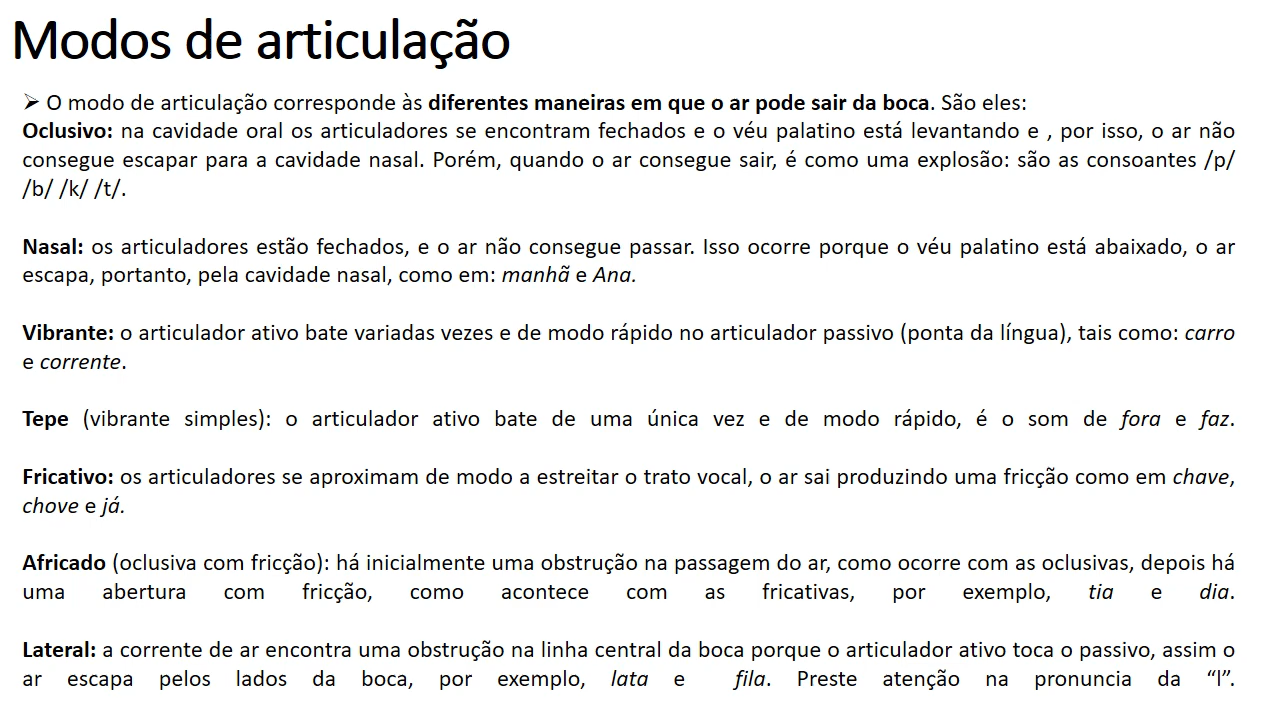 Modos de articulação
➢ O modo de articulação corresponde às diferentes maneiras em que o ar pode sair da boca. São eles:
Oclusivo: na cavidade oral os articuladores se encontram fechados e o véu palatino está levantando e , por isso, o ar não
consegue escapar para a cavidade nasal. Porém, quando o ar consegue sair, é como uma explosão: são as consoantes /p/
/b/ /k/ /t/.
Nasal: os articuladores estão fechados, e o ar não consegue passar. Isso ocorre porque o véu palatino está abaixado, o ar
escapa, portanto, pela cavidade nasal, como em: manhã e Ana.
Vibrante: o articulador ativo bate variadas vezes e de modo rápido no articulador passivo (ponta da língua), tais como: carro
e corrente.
Tepe (vibrante simples): o articulador ativo bate de uma única vez e de modo rápido, é o som de fora e faz.
Fricativo: os articuladores se aproximam de modo a estreitar o trato vocal, o ar sai produzindo uma fricção como em chave,
chove e já.
Africado (oclusiva com fricção): há inicialmente uma obstrução na passagem do ar, como ocorre com as oclusivas, depois há
uma abertura com fricção, como acontece com as fricativas, por exemplo, tia e dia.
Lateral: a corrente de ar encontra uma obstrução na linha central da boca porque o articulador ativo toca o passivo, assim o
ar escapa pelos lados da boca, por exemplo, lata e fila. Preste atenção na pronuncia da “l”.